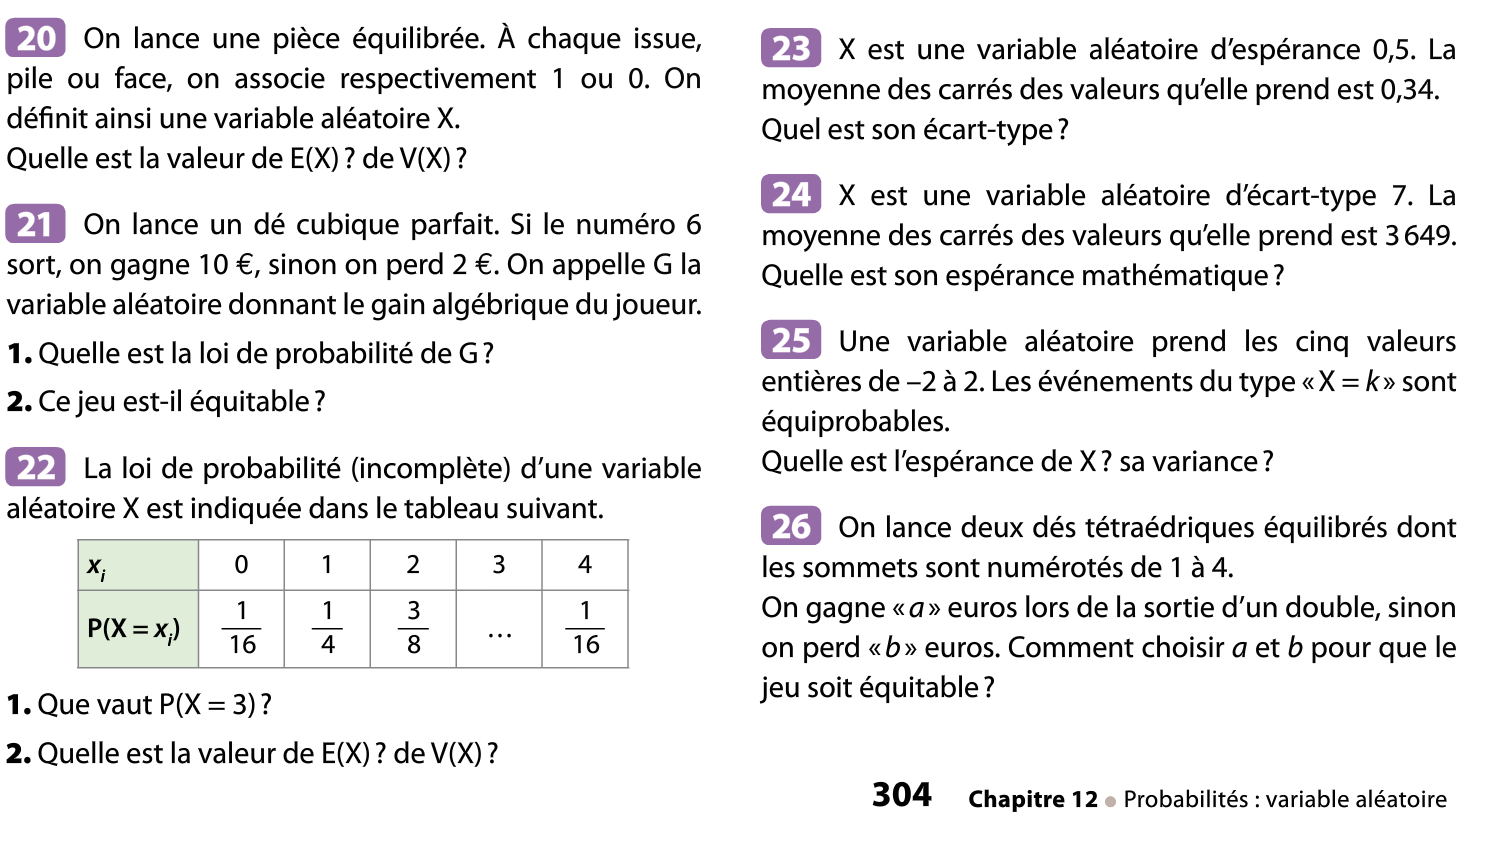 20 On lance une pièce équilibrée. À chaque issue,
pile ou face, on associe respectivement 1 ou 0. On
définit ainsi une variable aléatoire X.
Quelle est la valeur de E(X) ? de V(X) ?
21 On lance un dé cubique parfait. Si le numéro 6
sort, on gagne 10 €, sinon on perd 2 €. On appelle G la
variable aléatoire donnant le gain algébrique du joueur.
1. Quelle est la loi de probabilité de G ?
2. Ce jeu est-il équitable ?
22 La loi de probabilité (incomplète) d’une variable
aléatoire X est indiquée dans le tableau suivant.
xi 0 1 2 3 4
P(X = xi) 1/16 1/4 3/8 … 1/16
1. Que vaut P(X = 3) ?
2. Quelle est la valeur de E(X) ? de V(X) ?
23 X est une variable aléatoire d’espérance 0,5. La
moyenne des carrés des valeurs qu’elle prend est 0,34.
Quel est son écart-type ?
24 X est une variable aléatoire d’écart-type 7. La
moyenne des carrés des valeurs qu’elle prend est 3 649.
Quelle est son espérance mathématique ?
25 Une variable aléatoire prend les cinq valeurs
entières de –2 à 2. Les événements du type « X = k » sont
équiprobables.
Quelle est l’espérance de X ? sa variance ?
26 On lance deux dés tétraédriques équilibrés dont
les sommets sont numérotés de 1 à 4.
On gagne « a » euros lors de la sortie d’un double, sinon
on perd « b » euros. Comment choisir a et b pour que le
jeu soit équitable ?
304 Chapitre 12 ● Probabilités : variable aléatoire